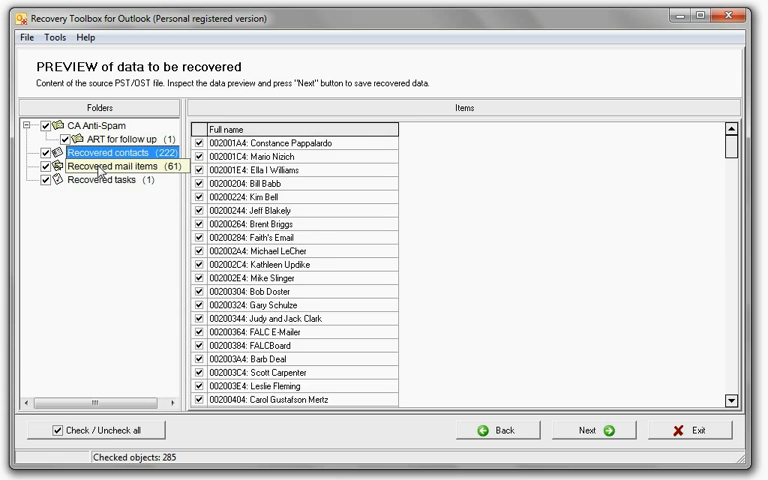 Recovery Toolbox for Outlook (Personal registered version)
File Tools Help
PREVIEW of data to be recovered
Content of the source PST/OST file. Inspect the data preview and press "Next" button to save recovered data.
Folders
Items
CA Anti-Spam
ART for follow up (1)
Recovered contacts (222)
Recovered mail items (61)
Recovered tasks (1)
Full name
002001A4: Constance Pappalardo
002001C4: Mario Nizich
002001E4: Ella I Williams
00200204: Bill Babb
00200224: Kim Bell
00200244: Jeff Blakely
00200264: Brent Briggs
00200284: Faith's Email
002002A4: Michael LeCher
002002C4: Kathleen Updike
002002E4: Mike Slinger
00200304: Bob Doster
00200324: Gary Schulze
00200344: Judy and Jack Clark
00200364: FALC E-Mailer
00200384: FALCBoard
002003A4: Barb Deal
002003C4: Scott Carpenter
002003E4: Leslie Fleming
00200404: Carol Gustafson Mertz
Check / Uncheck all
Back
Next
Exit
Checked objects: 285